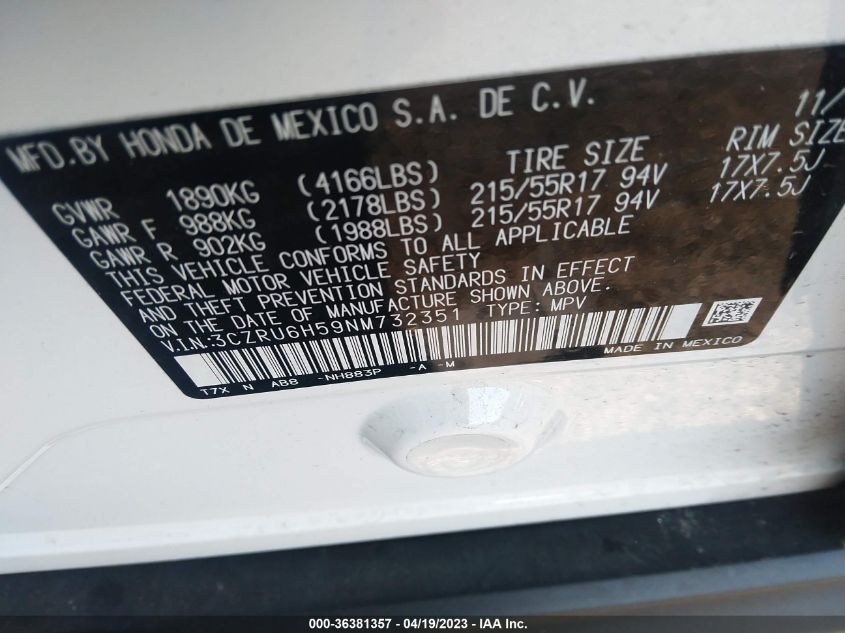 MFD.BY HONDA DE MEXICO S.A. DE C.V. 11/
TIRE SIZE RIM SIZE
GVWR 1890KG (4166LBS)
GAWR F 988KG (2178LBS) 215/55R17 94V 17X7.5J
GAWR R 902KG (1988LBS) 215/55R17 94V 17X7.5J
THIS VEHICLE CONFORMS TO ALL APPLICABLE
FEDERAL MOTOR VEHICLE SAFETY
AND THEFT PREVENTION STANDARDS IN EFFECT
ON THE DATE OF MANUFACTURE SHOWN ABOVE.
V.I.N:3CZRU6H59NM732351 TYPE: MPV
MADE IN MEXICO
T7X N AB8 -NH883P -A -M
000-36381357 - 04/19/2023 - IAA Inc.